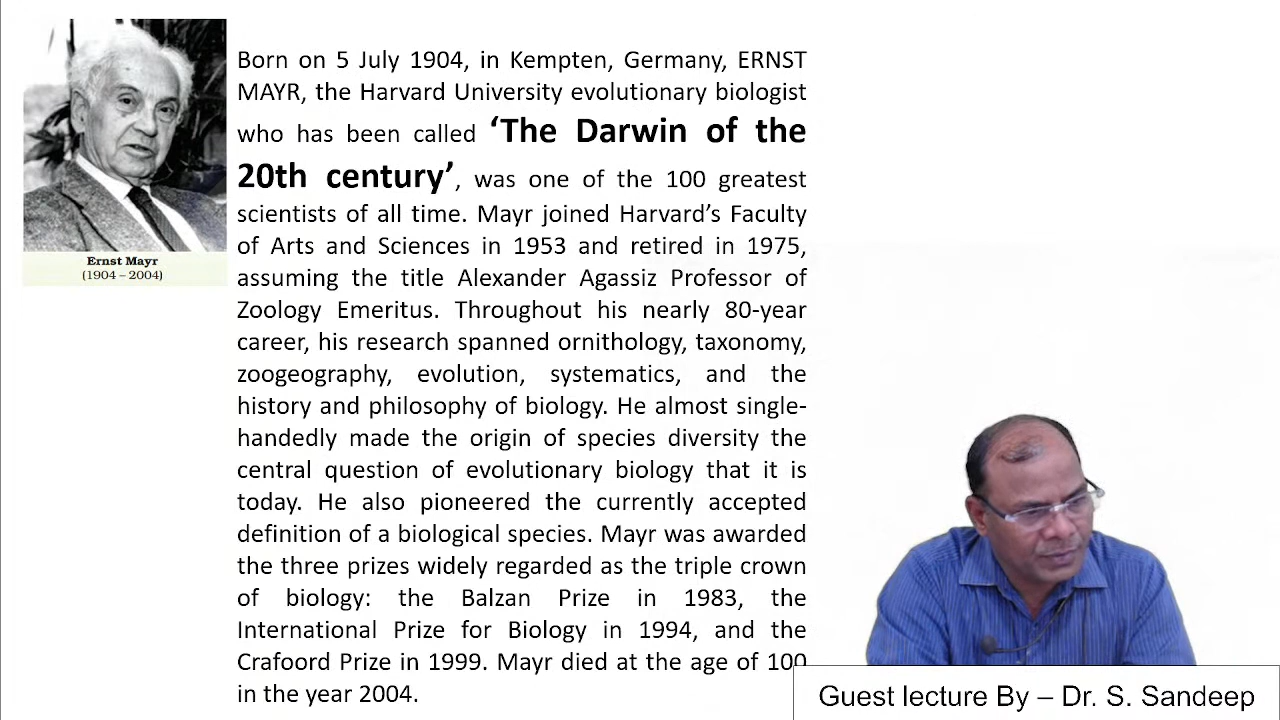 Ernst Mayr
(1904 – 2004)
Born on 5 July 1904, in Kempten, Germany, ERNST
MAYR, the Harvard University evolutionary biologist
who has been called ‘The Darwin of the
20th century’, was one of the 100 greatest
scientists of all time. Mayr joined Harvard’s Faculty
of Arts and Sciences in 1953 and retired in 1975,
assuming the title Alexander Agassiz Professor of
Zoology Emeritus. Throughout his nearly 80-year
career, his research spanned ornithology, taxonomy,
zoogeography, evolution, systematics, and the
history and philosophy of biology. He almost single-
handedly made the origin of species diversity the
central question of evolutionary biology that it is
today. He also pioneered the currently accepted
definition of a biological species. Mayr was awarded
the three prizes widely regarded as the triple crown
of biology: the Balzan Prize in 1983, the
International Prize for Biology in 1994, and the
Crafoord Prize in 1999. Mayr died at the age of 100
in the year 2004.
Guest lecture By – Dr. S. Sandeep